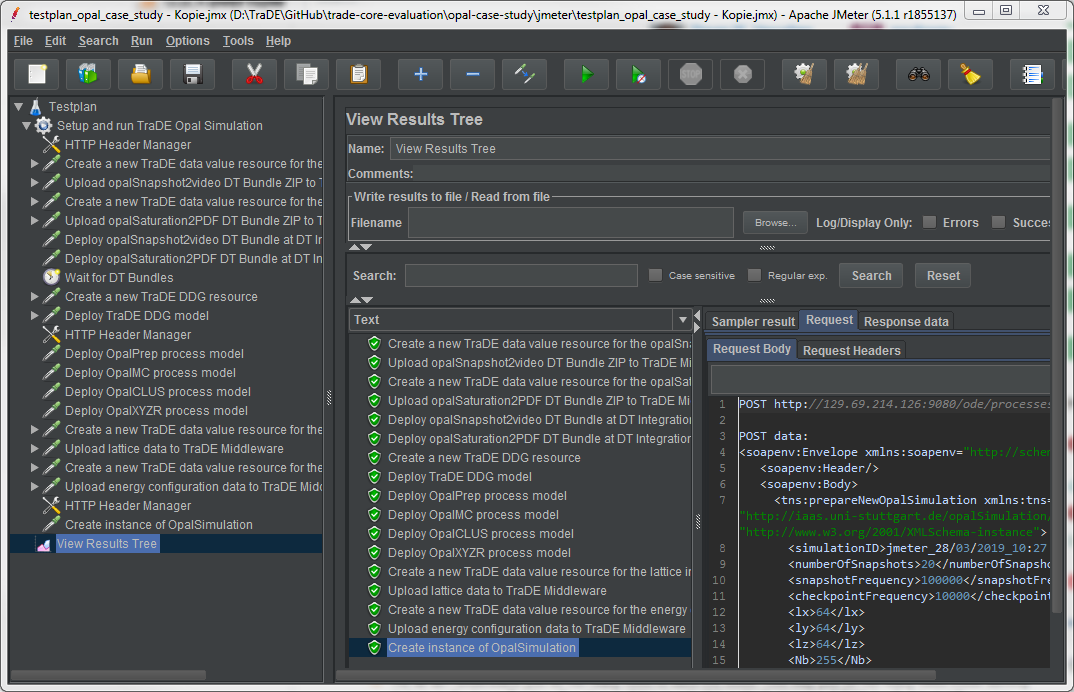 testplan_opal_case_study - Kopie.jmx (D:\TraDE\GitHub\trade-core-evaluation\opal-case-study\jmeter\testplan_opal_case_study - Kopie.jmx) - Apache JMeter (5.1.1 r1855137)
File Edit Search Run Options Tools Help
STOP
Testplan
Setup and run TraDE Opal Simulation
HTTP Header Manager
Create a new TraDE data value resource for the
Upload opalSnapshot2video DT Bundle ZIP to T
Create a new TraDE data value resource for the
Upload opalSaturation2PDF DT Bundle ZIP to T
Deploy opalSnapshot2video DT Bundle at DT Int
Deploy opalSaturation2PDF DT Bundle at DT In
Wait for DT Bundles
Create a new TraDE DDG resource
Deploy TraDE DDG model
HTTP Header Manager
Deploy OpalPrep process model
Deploy OpalMC process model
Deploy OpalCLUS process model
Deploy OpalXYZR process model
Create a new TraDE data value resource for the
Upload lattice data to TraDE Middleware
Create a new TraDE data value resource for the
Upload energy configuration data to TraDE Midd
HTTP Header Manager
Create instance of OpalSimulation
View Results Tree
View Results Tree
Name: View Results Tree
Comments:
Write results to file / Read from file
Filename Browse... Log/Display Only: Errors Succe
Search: Case sensitive Regular exp. Search Reset
Text
Create a new TraDE data value resource for the opalSn
Upload opalSnapshot2video DT Bundle ZIP to TraDE Mi
Create a new TraDE data value resource for the opalSat
Upload opalSaturation2PDF DT Bundle ZIP to TraDE Mi
Deploy opalSnapshot2video DT Bundle at DT Integration
Deploy opalSaturation2PDF DT Bundle at DT Integration
Create a new TraDE DDG resource
Deploy TraDE DDG model
Deploy OpalPrep process model
Deploy OpalMC process model
Deploy OpalCLUS process model
Deploy OpalXYZR process model
Create a new TraDE data value resource for the lattice in
Upload lattice data to TraDE Middleware
Create a new TraDE data value resource for the energy
Upload energy configuration data to TraDE Middleware
Create instance of OpalSimulation
Sampler result Request Response data
Request Body Request Headers
1 POST http://129.69.214.126:9080/ode/processes
2
3 POST data:
4 <soapenv:Envelope xmlns:soapenv="http://schem
5 <soapenv:Header/>
6 <soapenv:Body>
7 <tns:prepareNewOpalSimulation xmlns:tns=
"http://iaas.uni-stuttgart.de/opalSimulation/
"http://www.w3.org/2001/XMLSchema-instance">
8 <simulationID>jmeter_28/03/2019_10:27
9 <numberOfSnapshots>20</numberOfSnapsho
10 <snapshotFrequency>100000</snapshotFre
11 <checkpointFrequency>10000</checkpoint
12 <lx>64</lx>
13 <ly>64</ly>
14 <lz>64</lz>
15 <Nb>255</Nb>